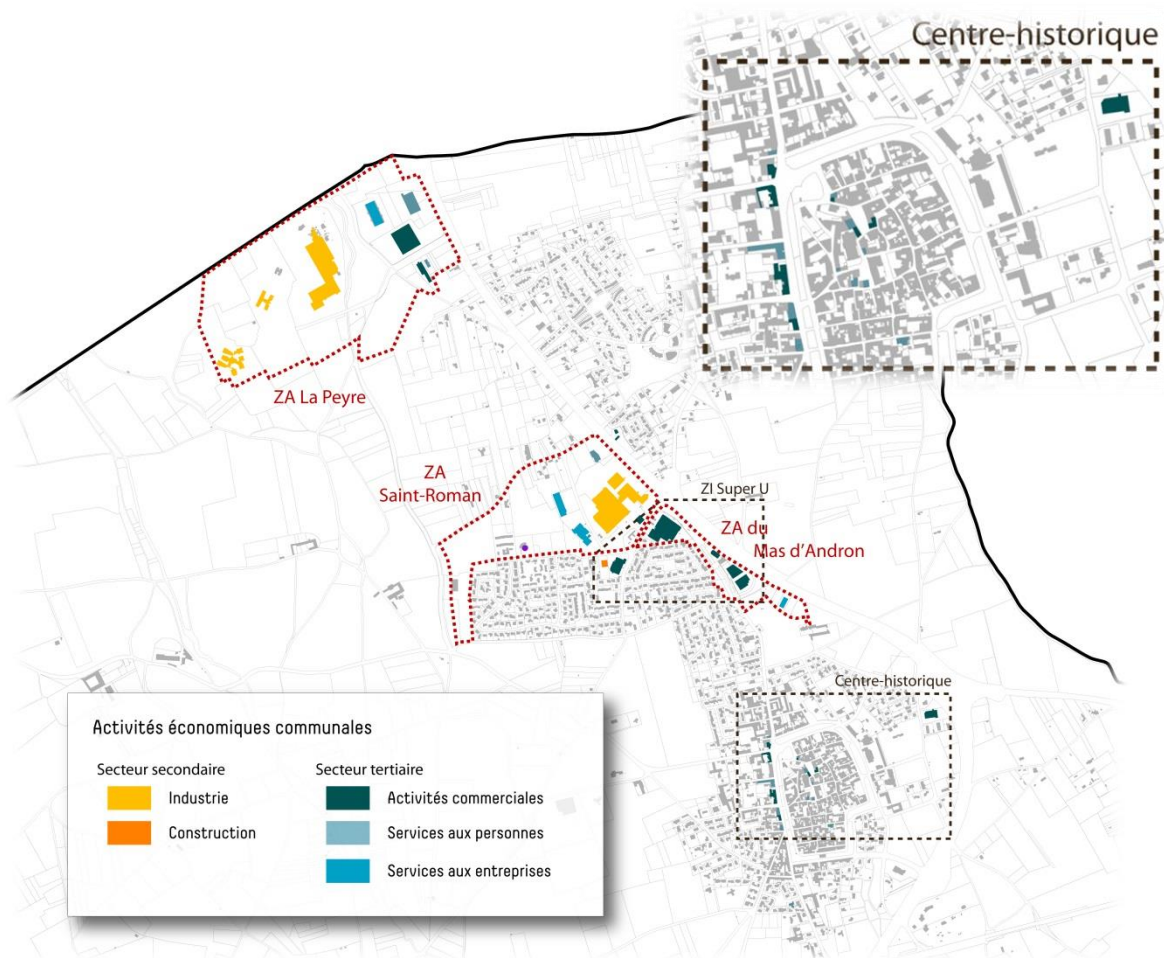 Centre-historique
ZA La Peyre
ZA
Saint-Roman
ZI Super U
ZA du
Mas d'Andron
Centre-historique
Activités économiques communales
Secteur secondaire
Industrie
Construction
Secteur tertiaire
Activités commerciales
Services aux personnes
Services aux entreprises